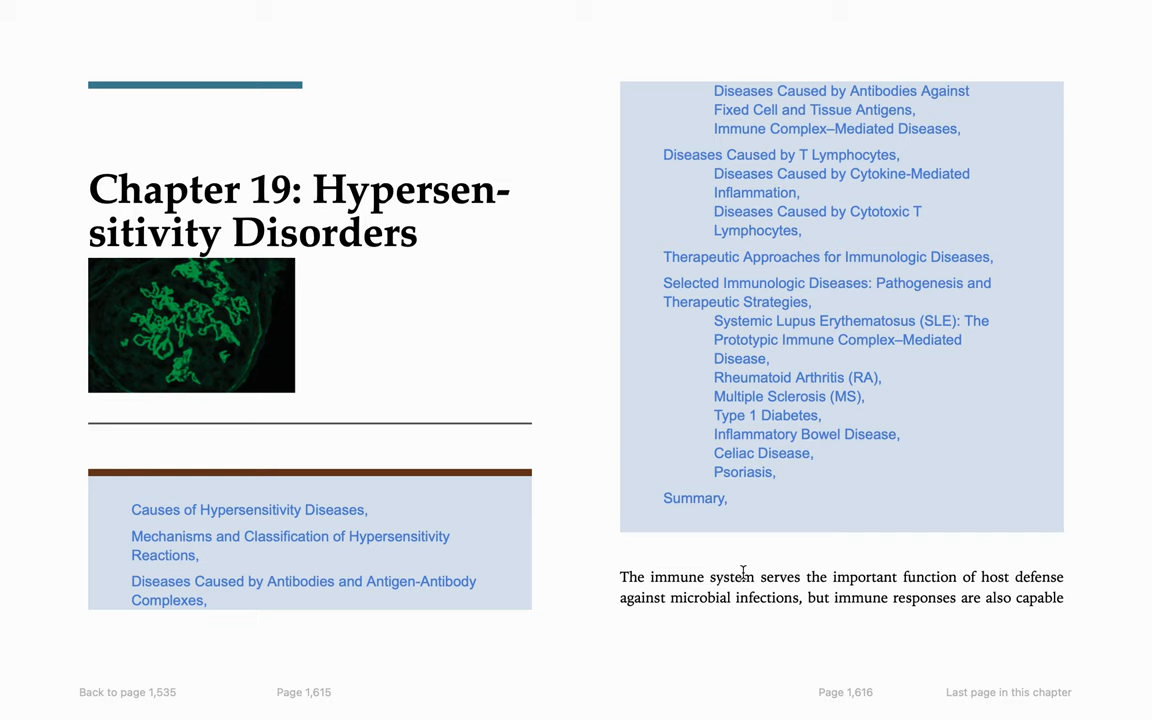 Chapter 19: Hypersen-
sitivity Disorders
Causes of Hypersensitivity Diseases,
Mechanisms and Classification of Hypersensitivity
Reactions,
Diseases Caused by Antibodies and Antigen-Antibody
Complexes,
Diseases Caused by Antibodies Against
Fixed Cell and Tissue Antigens,
Immune Complex–Mediated Diseases,
Diseases Caused by T Lymphocytes,
Diseases Caused by Cytokine-Mediated
Inflammation,
Diseases Caused by Cytotoxic T
Lymphocytes,
Therapeutic Approaches for Immunologic Diseases,
Selected Immunologic Diseases: Pathogenesis and
Therapeutic Strategies,
Systemic Lupus Erythematosus (SLE): The
Prototypic Immune Complex–Mediated
Disease,
Rheumatoid Arthritis (RA),
Multiple Sclerosis (MS),
Type 1 Diabetes,
Inflammatory Bowel Disease,
Celiac Disease,
Psoriasis,
Summary,
The immune system serves the important function of host defense
against microbial infections, but immune responses are also capable
Back to page 1,535
Page 1,615
Page 1,616
Last page in this chapter